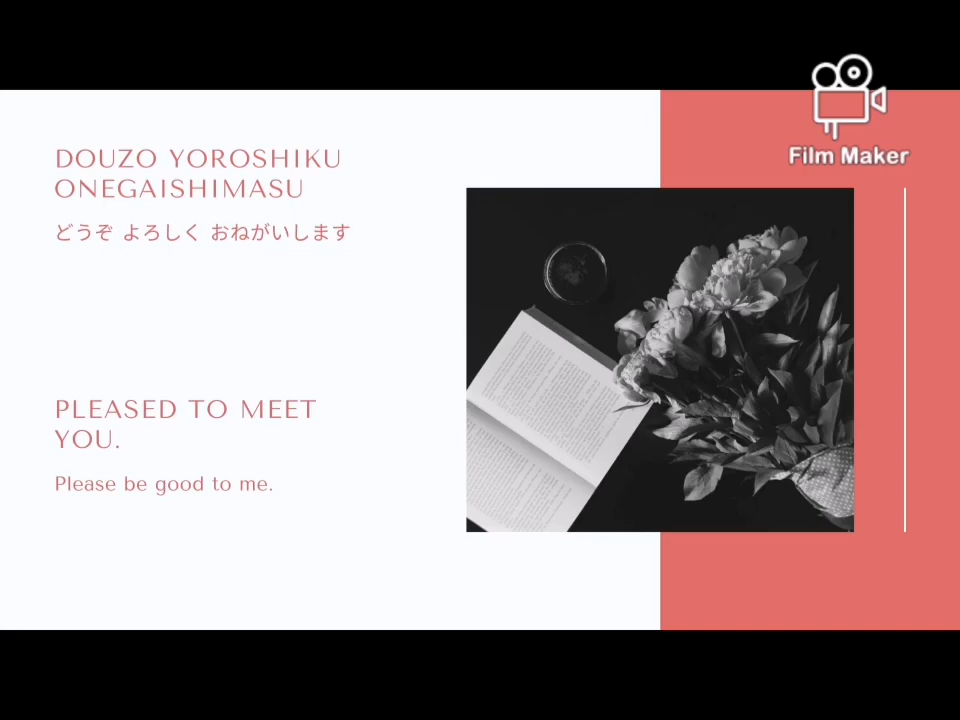 DOUZO YOROSHIKU
ONEGAISHIMASU
どうぞ よろしく おねがいします
PLEASED TO MEET
YOU.
Please be good to me.
Film Maker